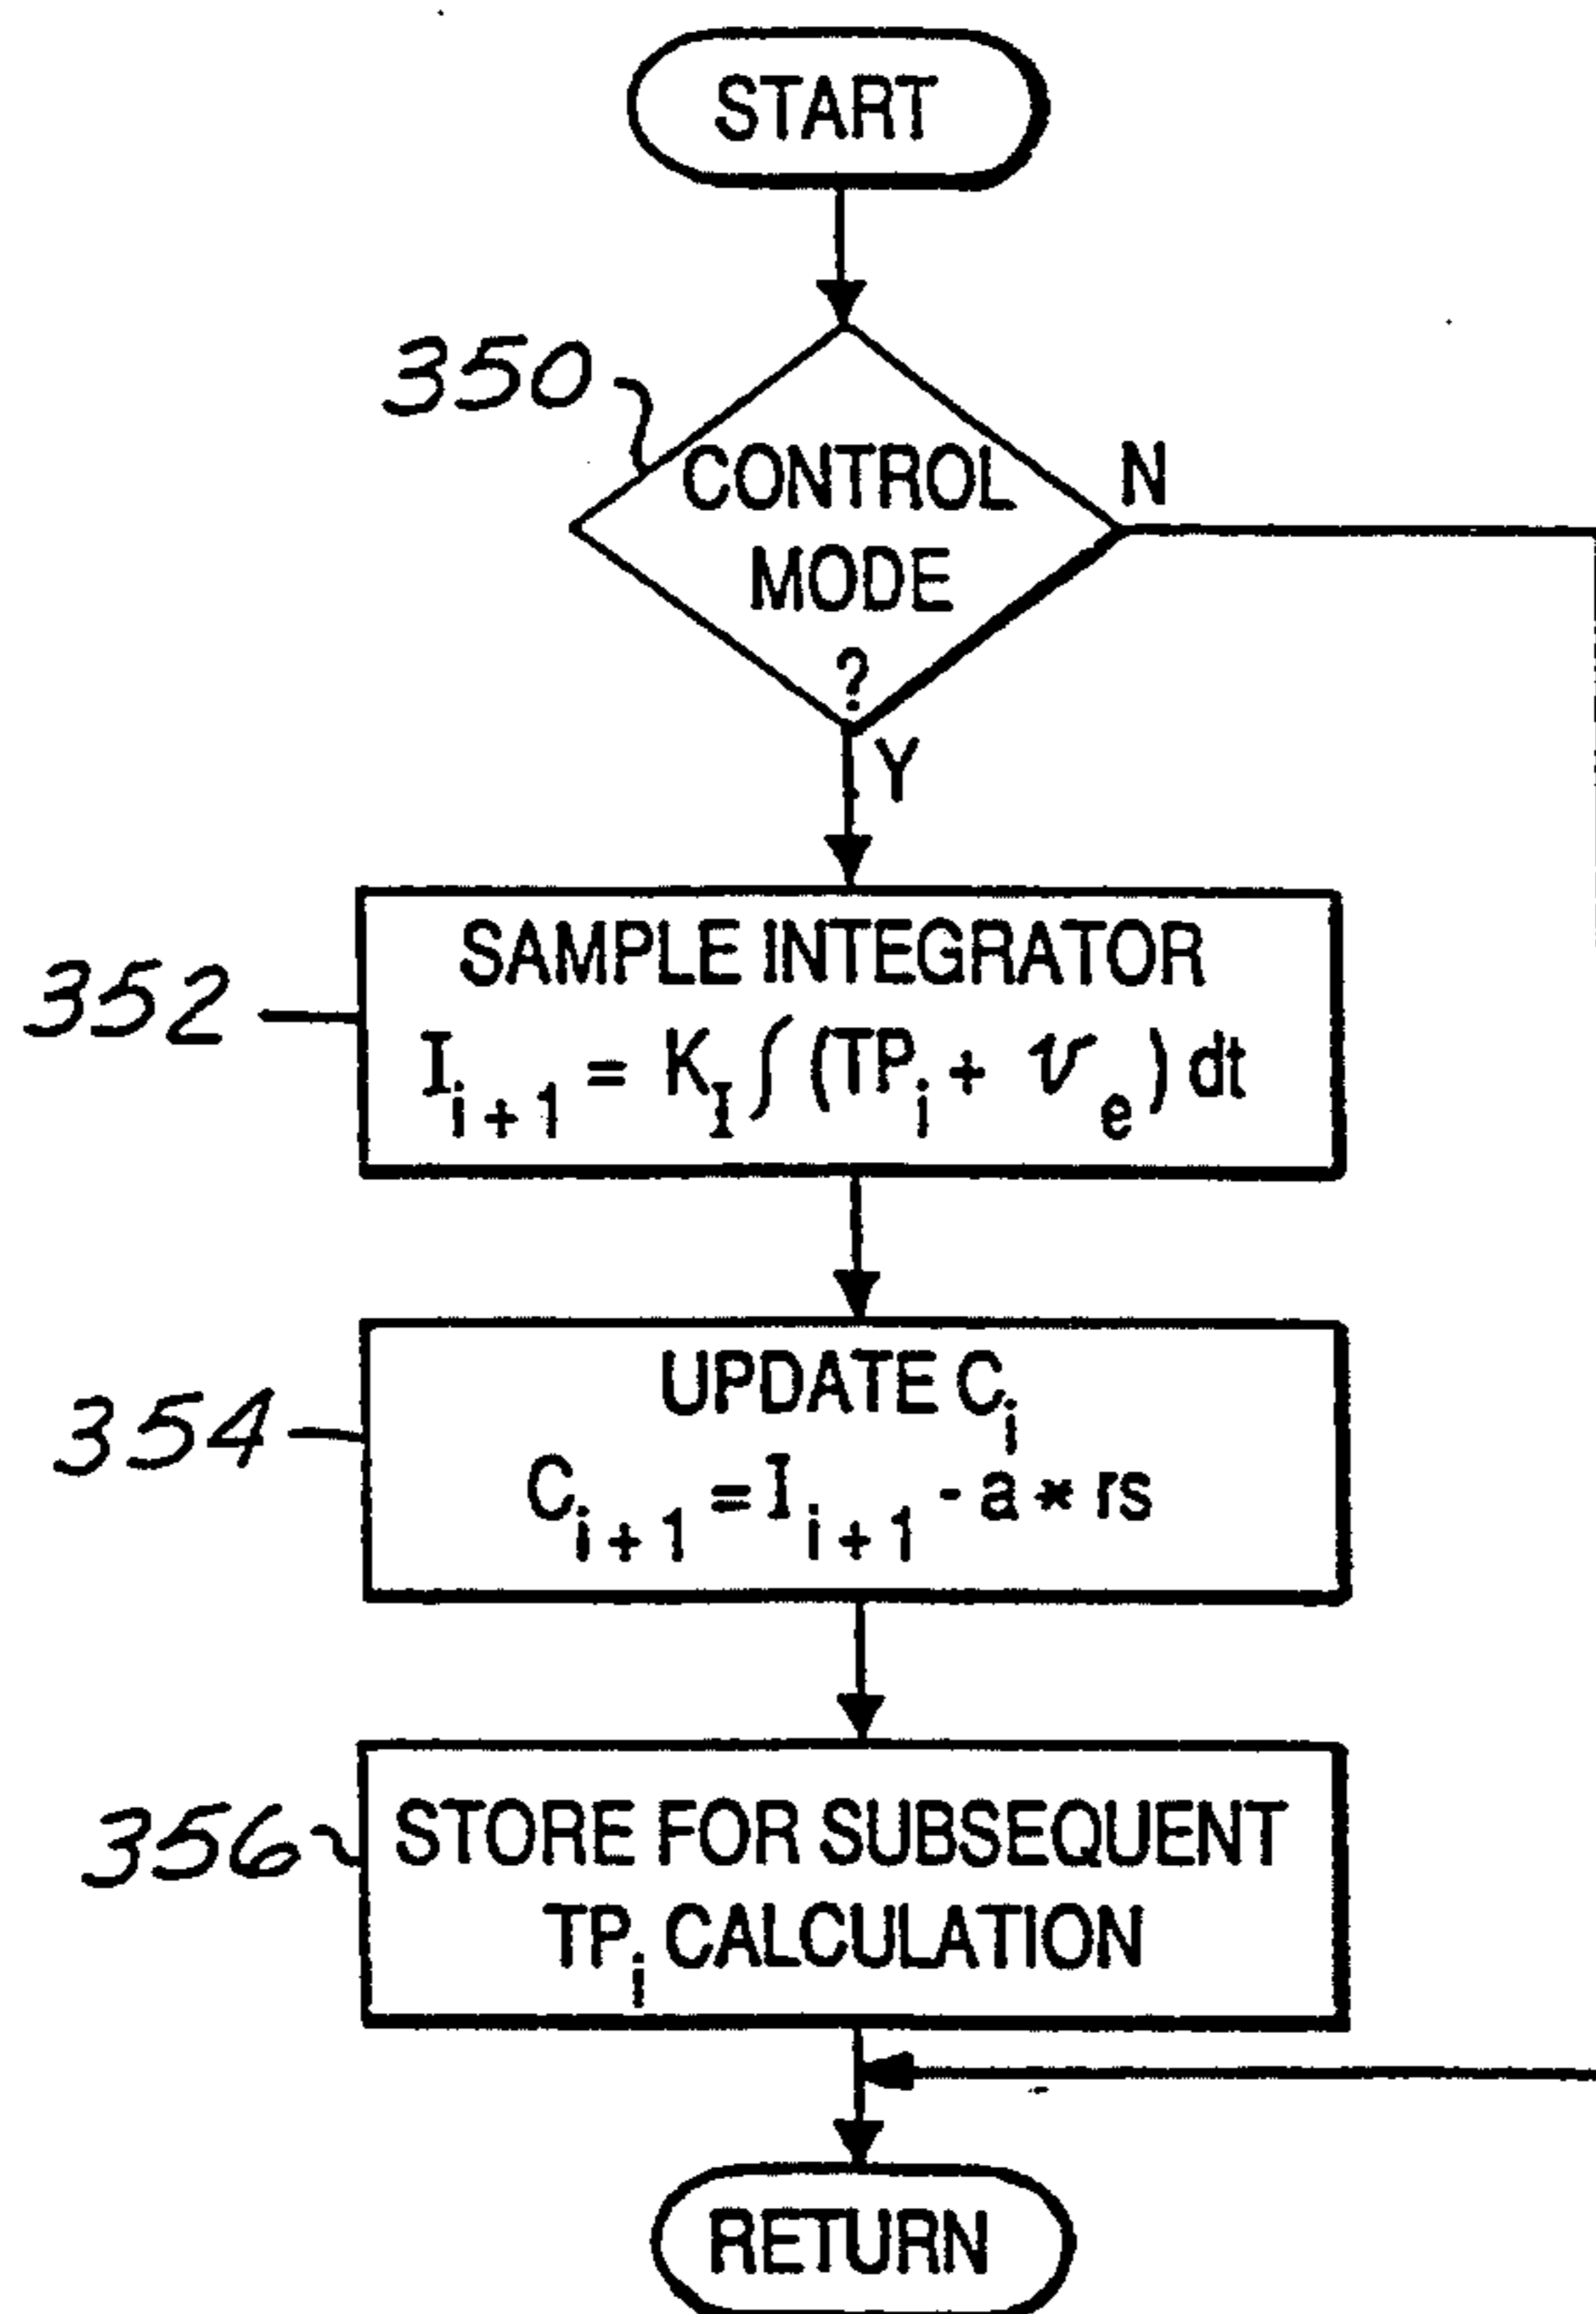 START
350
CONTROL
MODE
?
N
Y
352
SAMPLE INTEGRATOR
I_{i+1} = K_I ∫ (TP_i + v_e) dt
354
UPDATE C_i
C_{i+1} = I_{i+1} - a * rs
356
STORE FOR SUBSEQUENT
TP_i CALCULATION
RETURN